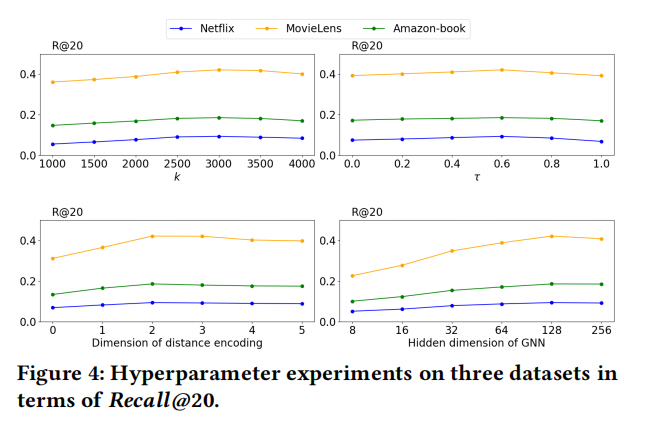 Netflix MovieLens Amazon-book
R@20 R@20
0.4 0.4
0.2 0.2
0.0 0.0
1000 1500 2000 2500 3000 3500 4000 0.0 0.2 0.4 0.6 0.8 1.0
k τ
R@20 R@20
0.4 0.4
0.2 0.2
0.0 0.0
0 1 2 3 4 5 8 16 32 64 128 256
Dimension of distance encoding Hidden dimension of GNN
Figure 4: Hyperparameter experiments on three datasets in
terms of Recall@20.